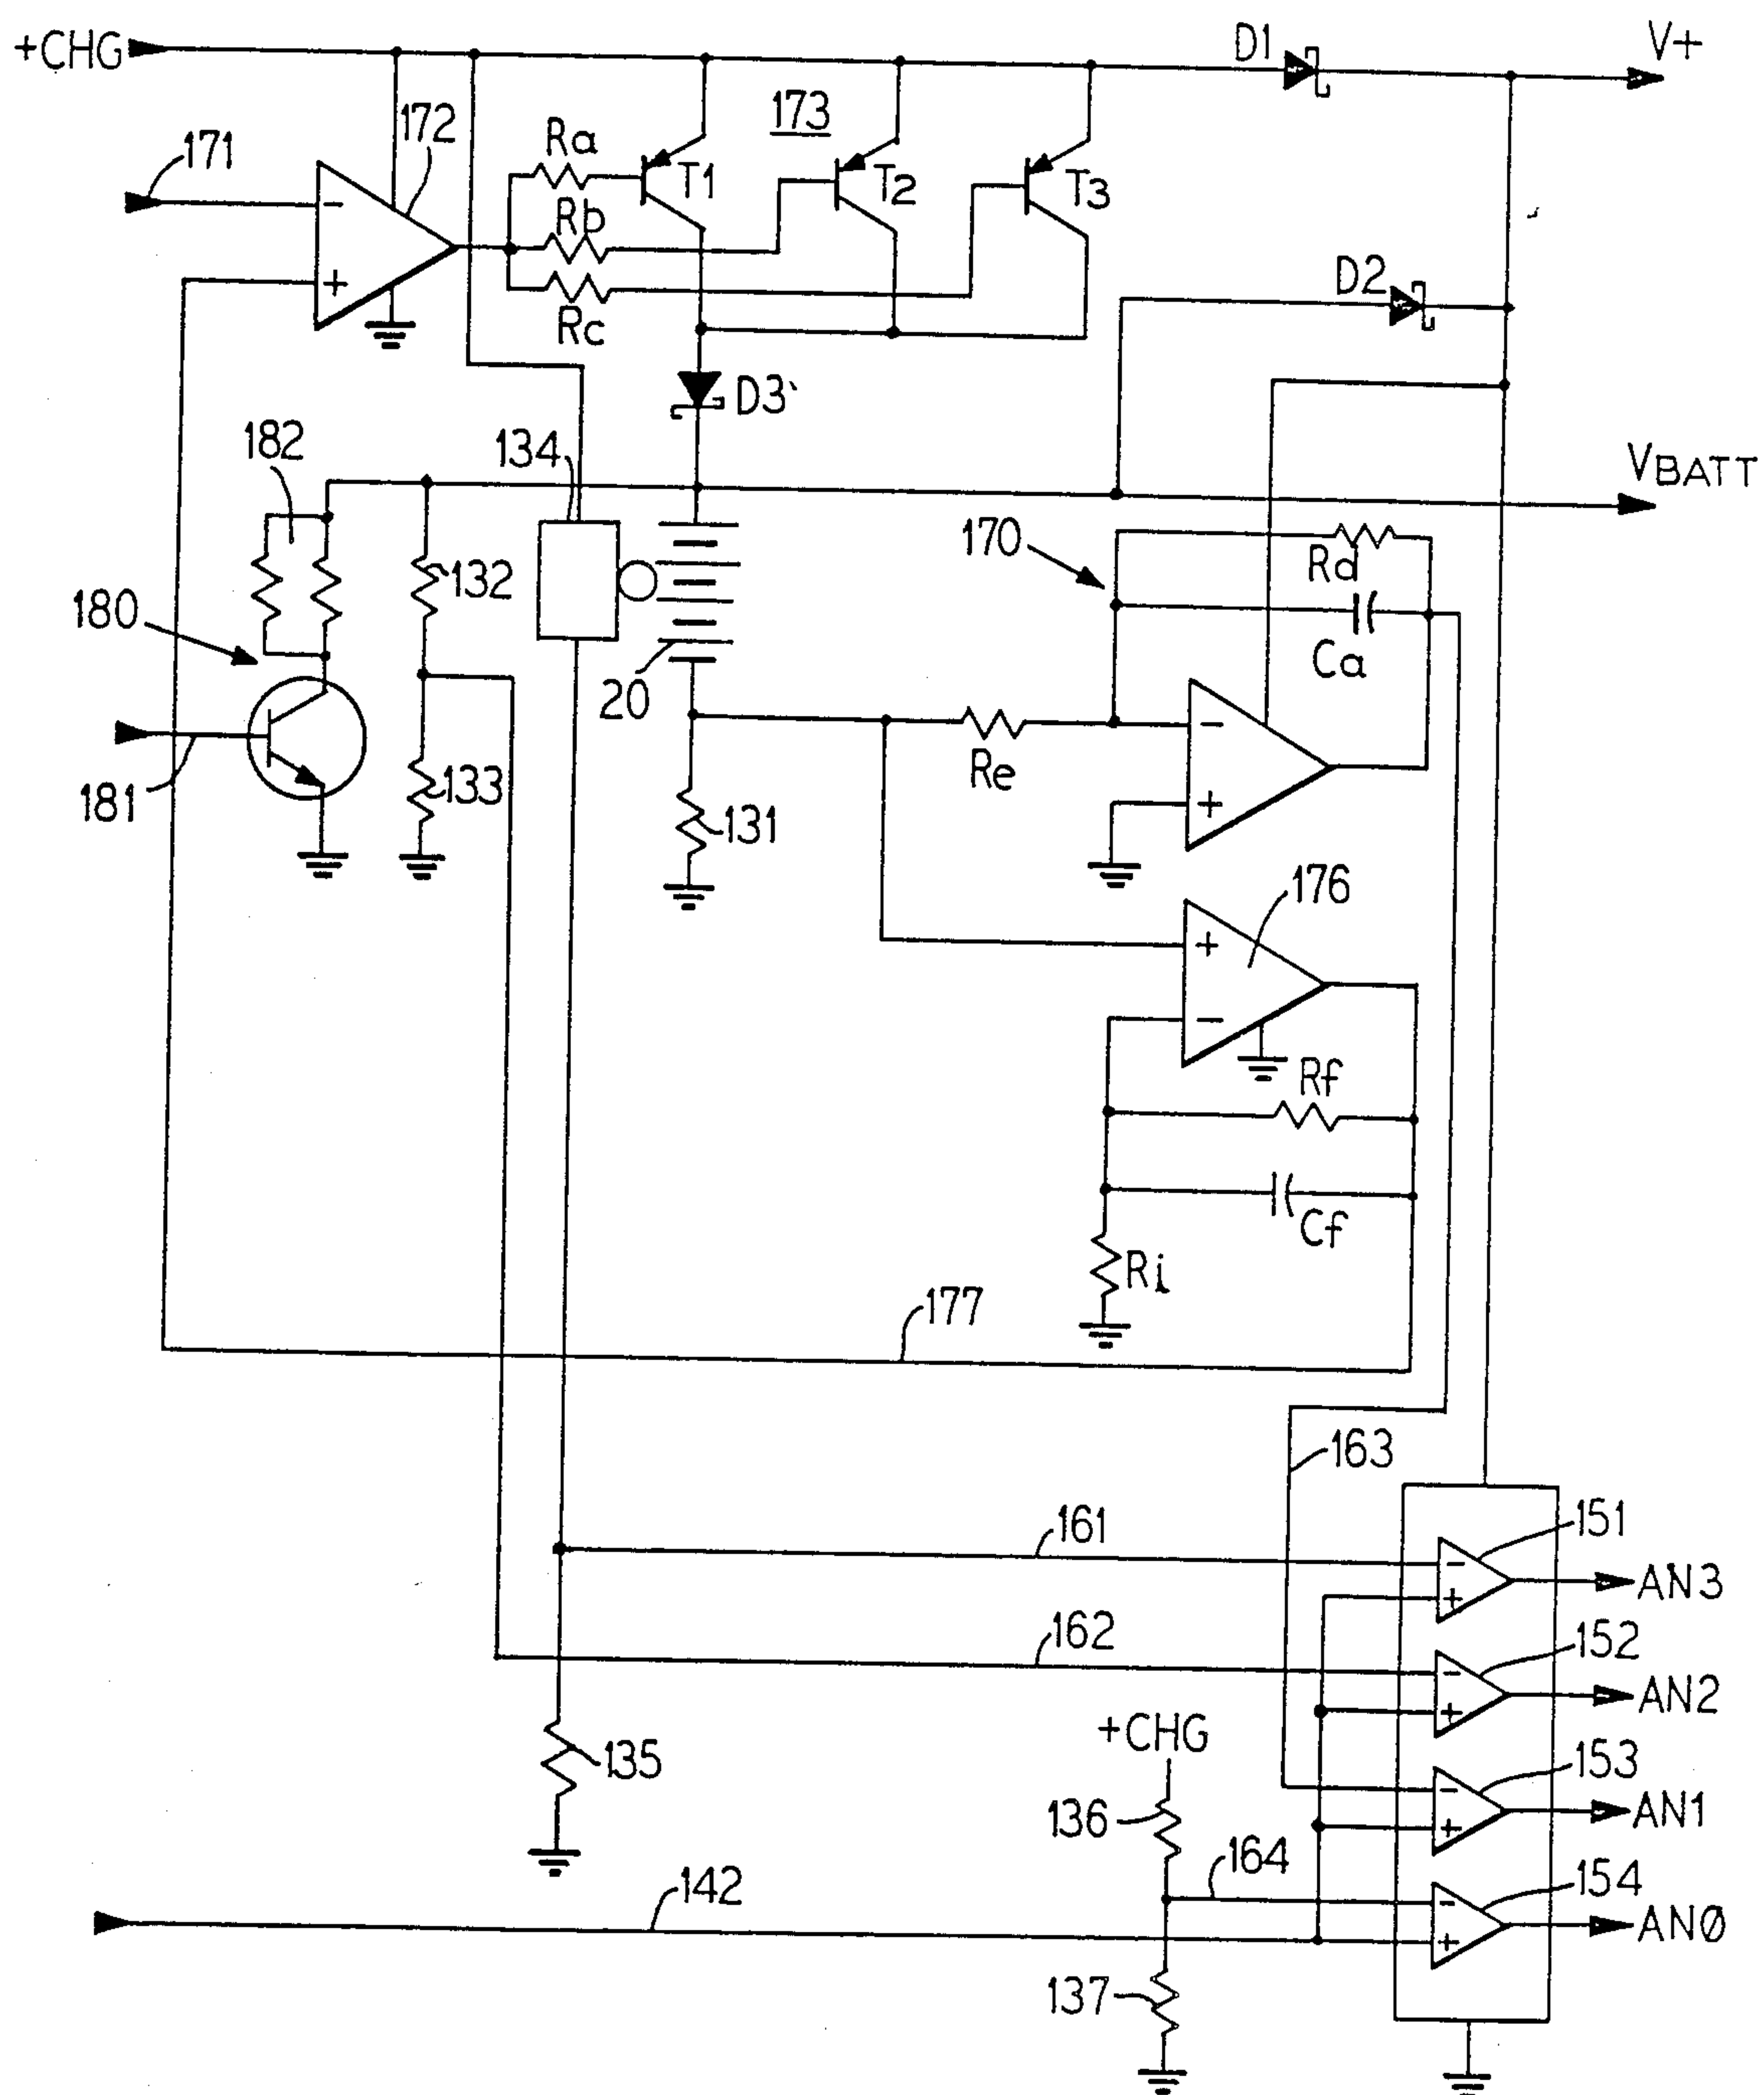 +CHG
D1
V+
171
172
Ra
173
T1
T2
T3
Rb
Rc
D2
D3
182
134
VBATT
170
Rd
132
180
Ca
20
181
133
131
Re
176
Rf
Cf
Ri
177
163
161
151
AN3
162
152
AN2
+CHG
135
153
136
AN1
164
142
154
AN0
137
- + + - - + - + - + - + - +